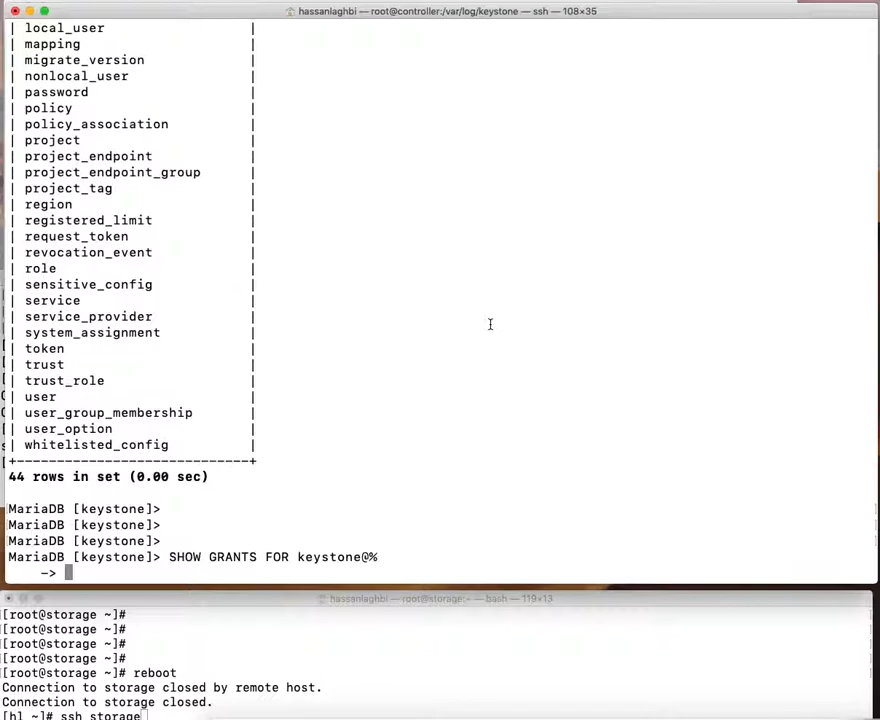 hassanlaghbi — root@controller:/var/log/keystone — ssh — 108×35
| local_user |
| mapping |
| migrate_version |
| nonlocal_user |
| password |
| policy |
| policy_association |
| project |
| project_endpoint |
| project_endpoint_group |
| project_tag |
| region |
| registered_limit |
| request_token |
| revocation_event |
| role |
| sensitive_config |
| service |
| service_provider |
| system_assignment |
| token |
| trust |
| trust_role |
| user |
| user_group_membership |
| user_option |
| whitelisted_config |
+-----------------------------+
44 rows in set (0.00 sec)
MariaDB [keystone]>
MariaDB [keystone]>
MariaDB [keystone]>
MariaDB [keystone]> SHOW GRANTS FOR keystone@%
->
hassanlaghbi — root@storage:~ — bash — 119×13
[root@storage ~]#
[root@storage ~]#
[root@storage ~]#
[root@storage ~]#
[root@storage ~]# reboot
Connection to storage closed by remote host.
Connection to storage closed.
[hl ~]# ssh storage